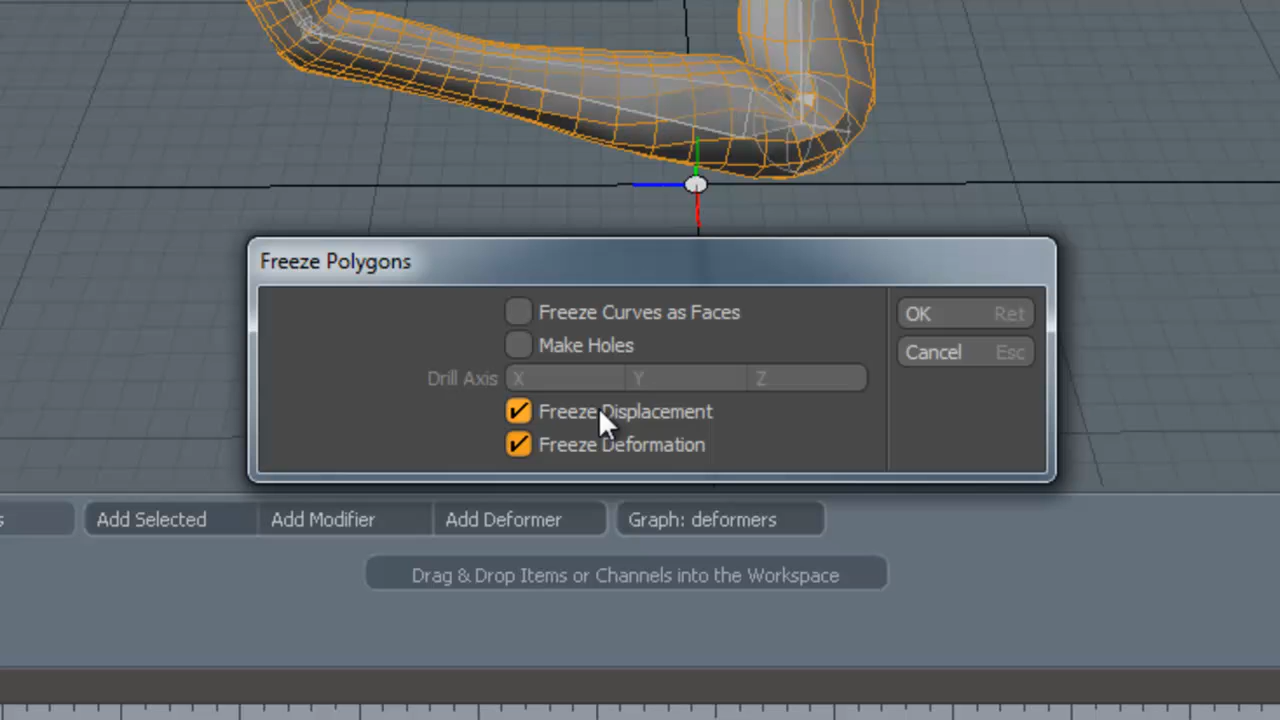 Freeze Polygons
Freeze Curves as Faces
OK Ret
Make Holes
Cancel Esc
Drill Axis X Y Z
Freeze Displacement
Freeze Deformation
s Add Selected Add Modifier Add Deformer Graph: deformers
Drag & Drop Items or Channels into the Workspace